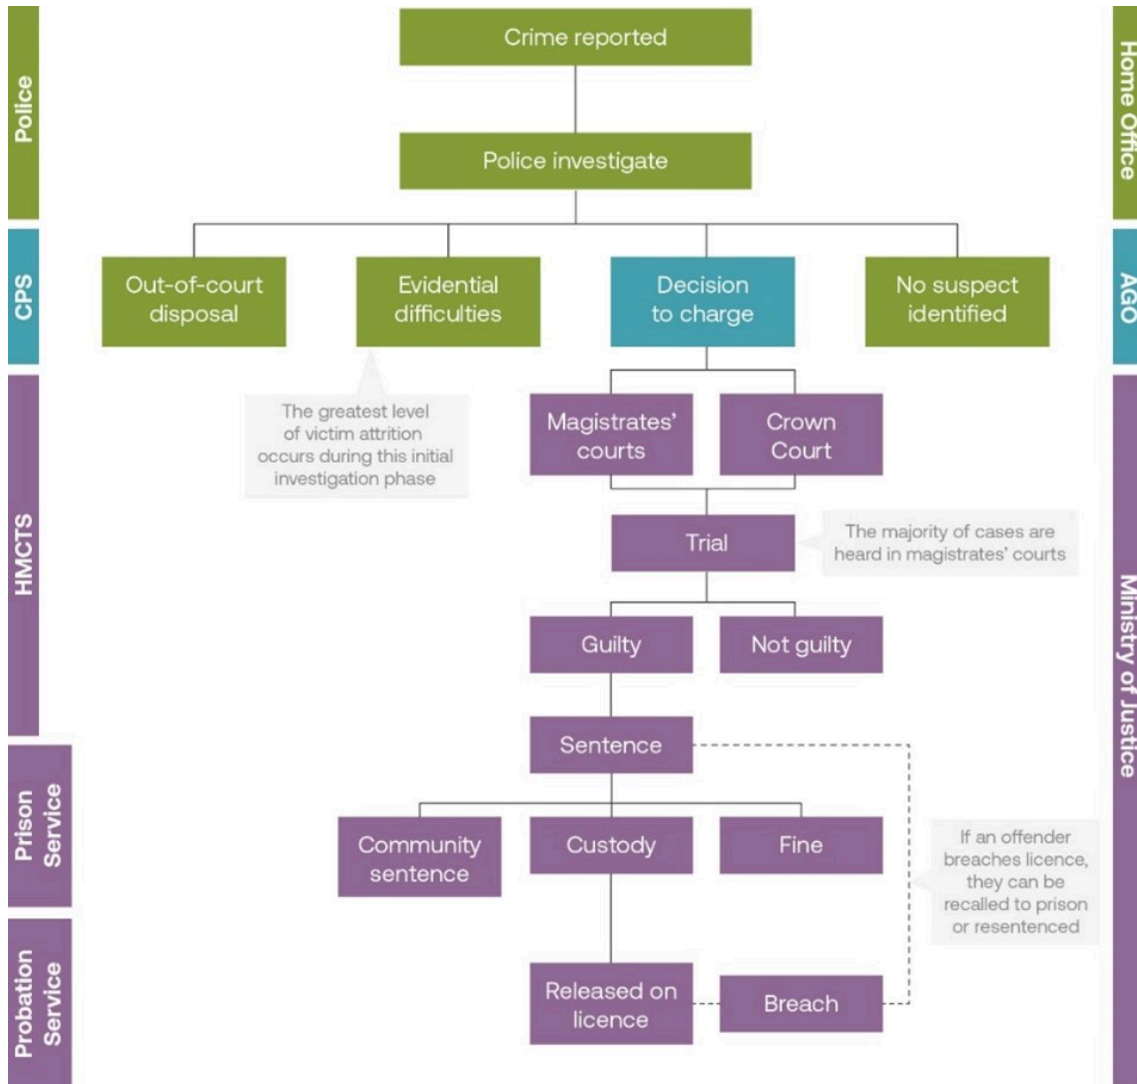 Crime reported
Police
Home Office
Police investigate
CPS
Out-of-court
disposal
Evidential
difficulties
Decision
to charge
No suspect
identified
AGO
The greatest level
of victim attrition
occurs during this initial
investigation phase
Magistrates’
courts
Crown
Court
HMCTS
Trial
The majority of cases are
heard in magistrates’ courts
Ministry of Justice
Guilty
Not guilty
Sentence
Prison
Service
Community
sentence
Custody
Fine
If an offender
breaches licence,
they can be
recalled to prison
or resentenced
Probation
Service
Released on
licence
Breach